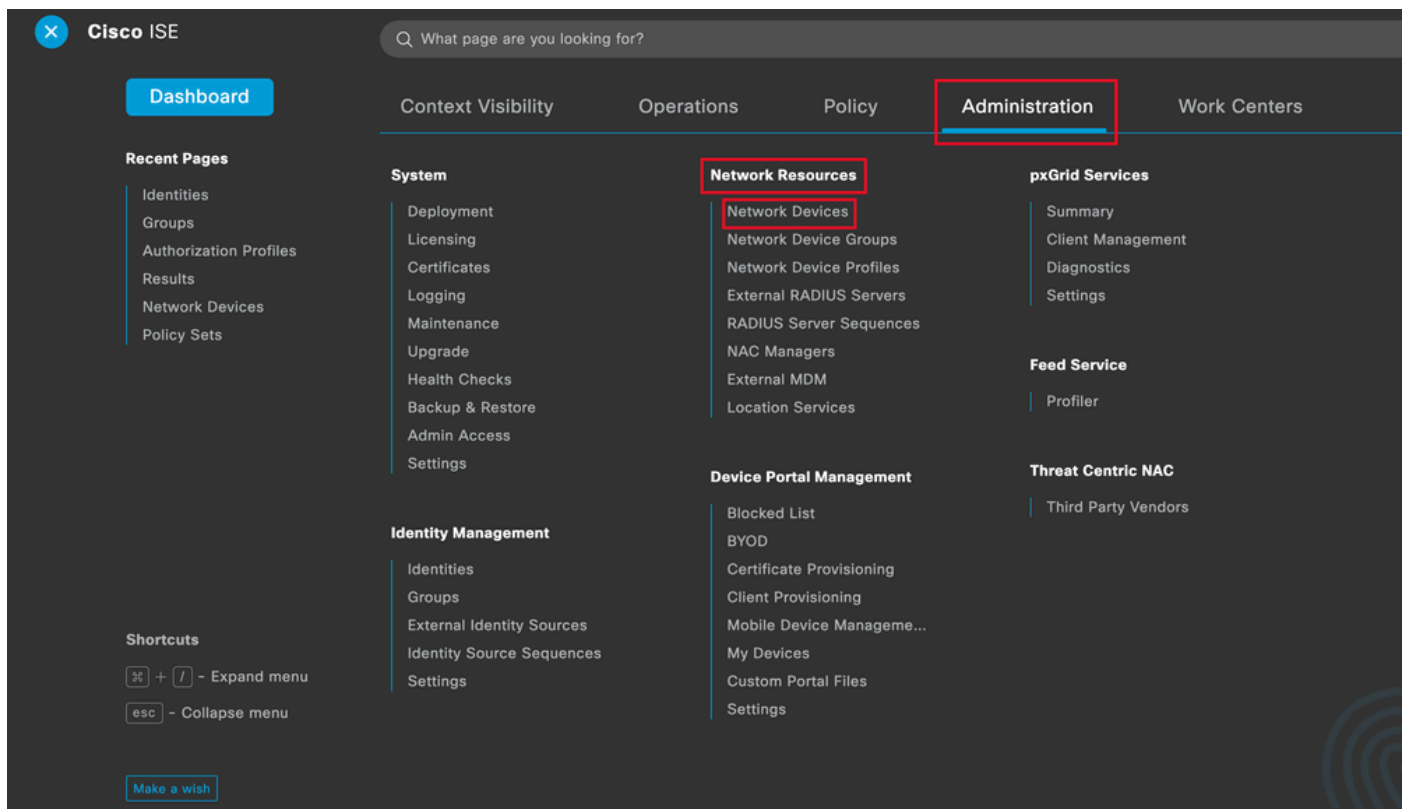 Cisco ISE
What page are you looking for?
Dashboard
Context Visibility
Operations
Policy
Administration
Work Centers
Recent Pages
Identities
Groups
Authorization Profiles
Results
Network Devices
Policy Sets
System
Deployment
Licensing
Certificates
Logging
Maintenance
Upgrade
Health Checks
Backup & Restore
Admin Access
Settings
Identity Management
Identities
Groups
External Identity Sources
Identity Source Sequences
Settings
Network Resources
Network Devices
Network Device Groups
Network Device Profiles
External RADIUS Servers
RADIUS Server Sequences
NAC Managers
External MDM
Location Services
Device Portal Management
Blocked List
BYOD
Certificate Provisioning
Client Provisioning
Mobile Device Manageme...
My Devices
Custom Portal Files
Settings
pxGrid Services
Summary
Client Management
Diagnostics
Settings
Feed Service
Profiler
Threat Centric NAC
Third Party Vendors
Shortcuts
⌘ + / - Expand menu
esc - Collapse menu
Make a wish